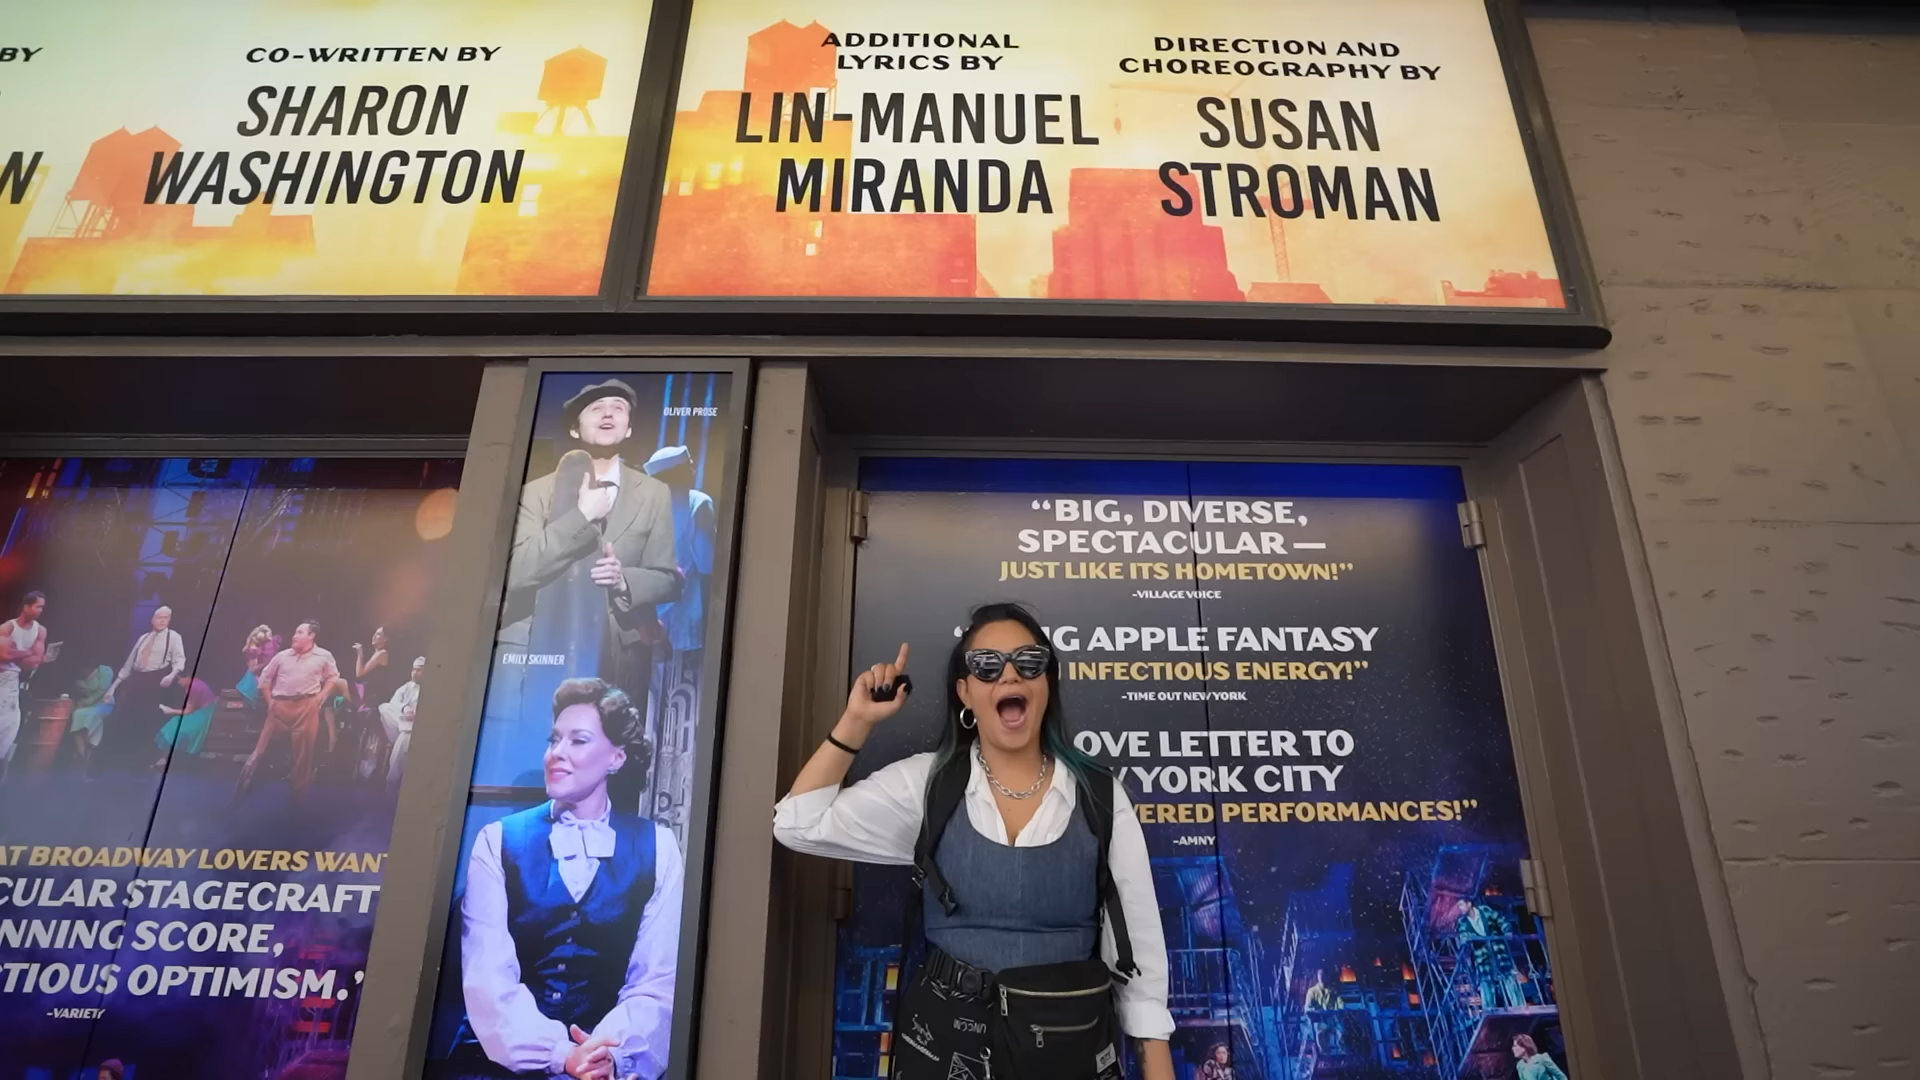 BY
CO-WRITTEN BY
SHARON
WASHINGTON
ADDITIONAL
LYRICS BY
LIN-MANUEL
MIRANDA
DIRECTION AND
CHOREOGRAPHY BY
SUSAN
STROMAN
OLIVER PROSE
EMILY SKINNER
AT BROADWAY LOVERS WANT
CULAR STAGECRAFT
NNING SCORE,
TIOUS OPTIMISM.'
-VARIETY
“BIG, DIVERSE,
SPECTACULAR —
JUST LIKE ITS HOMETOWN!”
-VILLAGE VOICE
G APPLE FANTASY
INFECTIOUS ENERGY!”
-TIME OUT NEW YORK
OVE LETTER TO
YORK CITY
VERED PERFORMANCES!”
-AMNY